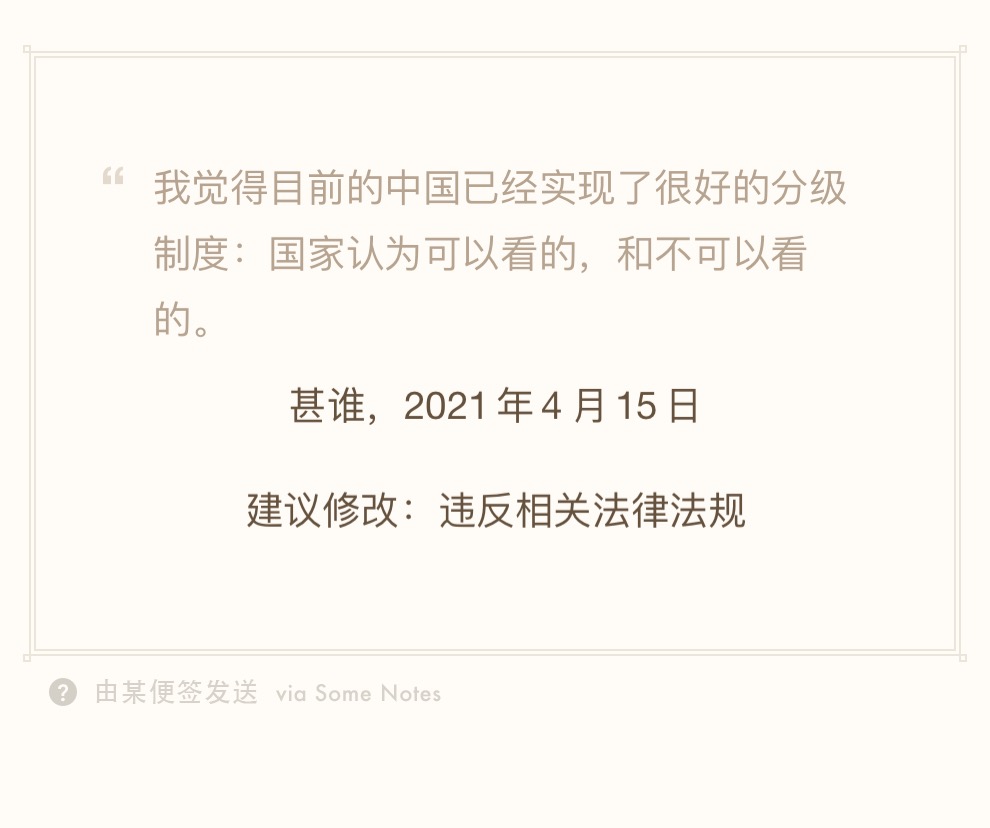 “ 我觉得目前的中国已经实现了很好的分级
制度：国家认为可以看的，和不可以看
的。
甚谁，2021 年 4 月 15 日
建议修改：违反相关法律法规
? 由某便签发送 via Some Notes